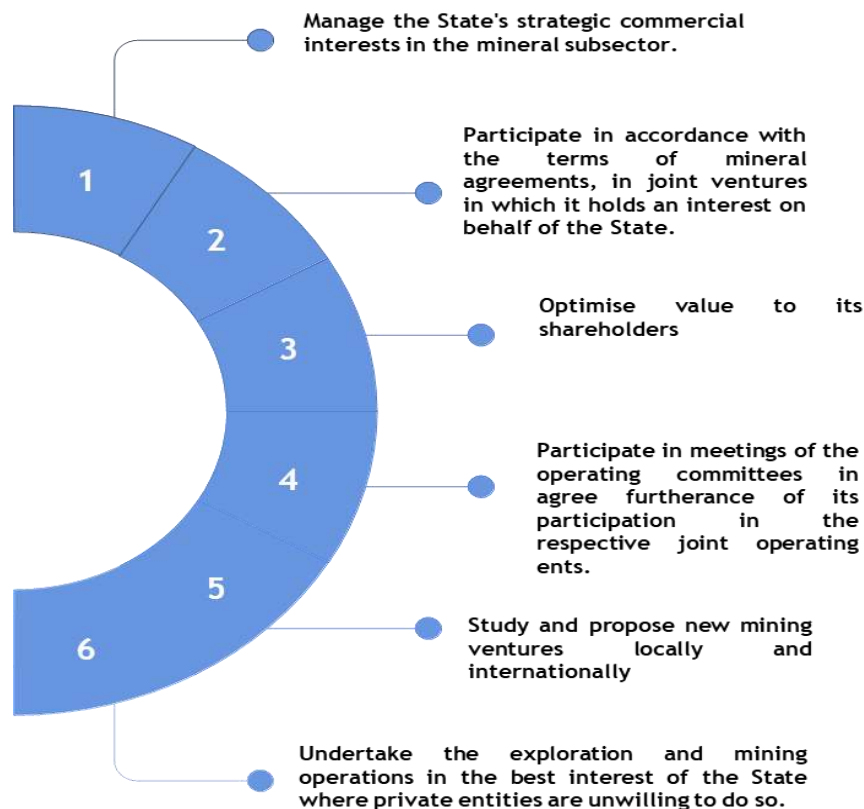 Manage the State's strategic commercial
interests in the mineral subsector.
1
Participate in accordance with
the terms of mineral
agreements, in joint ventures
in which it holds an interest on
behalf of the State.
2
Optimise value to its
shareholders
3
Participate in meetings of the
operating committees in
agree furtherance of its
participation in the
respective joint operating
ents.
4
Study and propose new mining
ventures locally and
internationally
5
Undertake the exploration and mining
operations in the best interest of the State
where private entities are unwilling to do so.
6